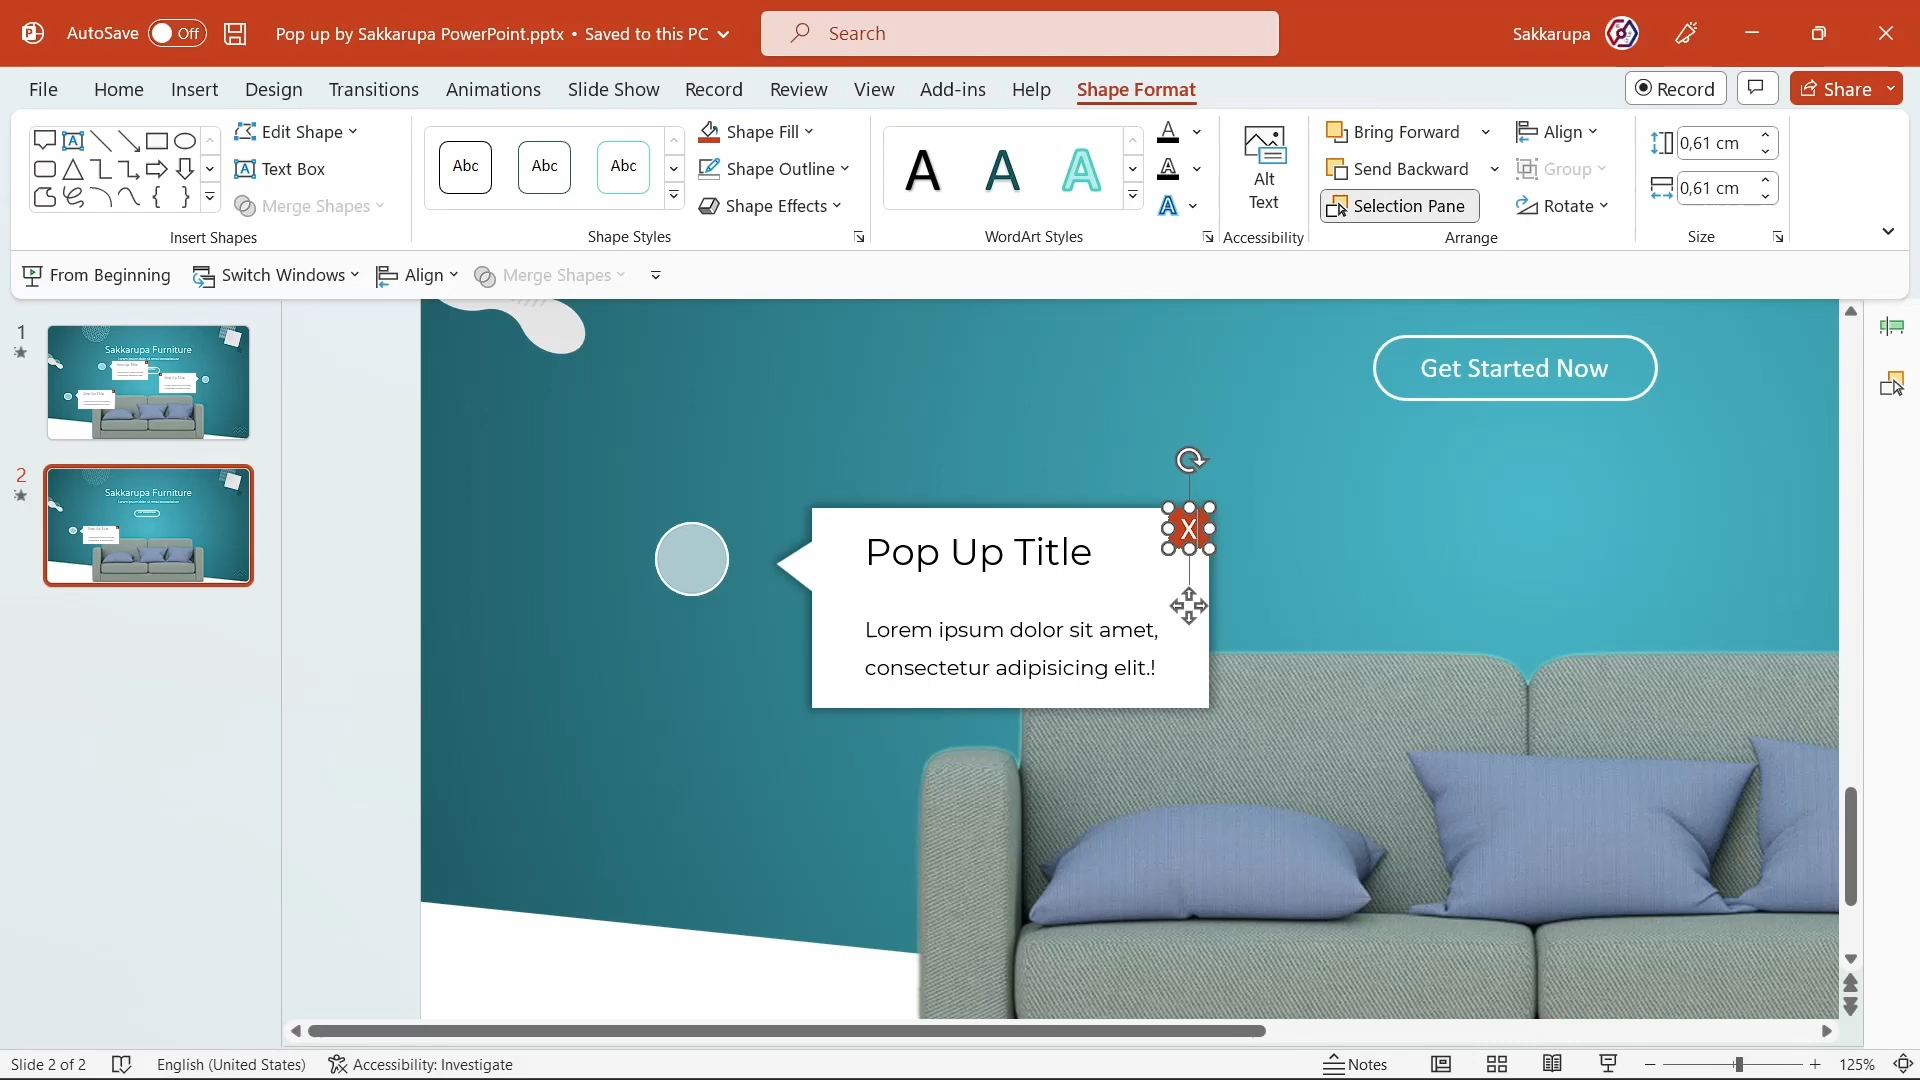 AutoSave Off Pop up by Sakkarupa PowerPoint.pptx • Saved to this PC Search Sakkarupa
File Home Insert Design Transitions Animations Slide Show Record Review View Add-ins Help Shape Format Record Share
Edit Shape
Text Box
Merge Shapes
Insert Shapes
Abc Abc Abc
Shape Fill
Shape Outline
Shape Effects
Shape Styles
A A A
A
A
A
WordArt Styles
Alt
Text
Accessibility
Bring Forward
Send Backward
Selection Pane
Align
Group
Rotate
Arrange
0,61 cm
0,61 cm
Size
From Beginning Switch Windows Align Merge Shapes
1
Sakkarupa Furniture
2
Sakkarupa Furniture
Get Started Now
X
Pop Up Title
Lorem ipsum dolor sit amet,
consectetur adipisicing elit.!
Slide 2 of 2 English (United States) Accessibility: Investigate Notes 125%